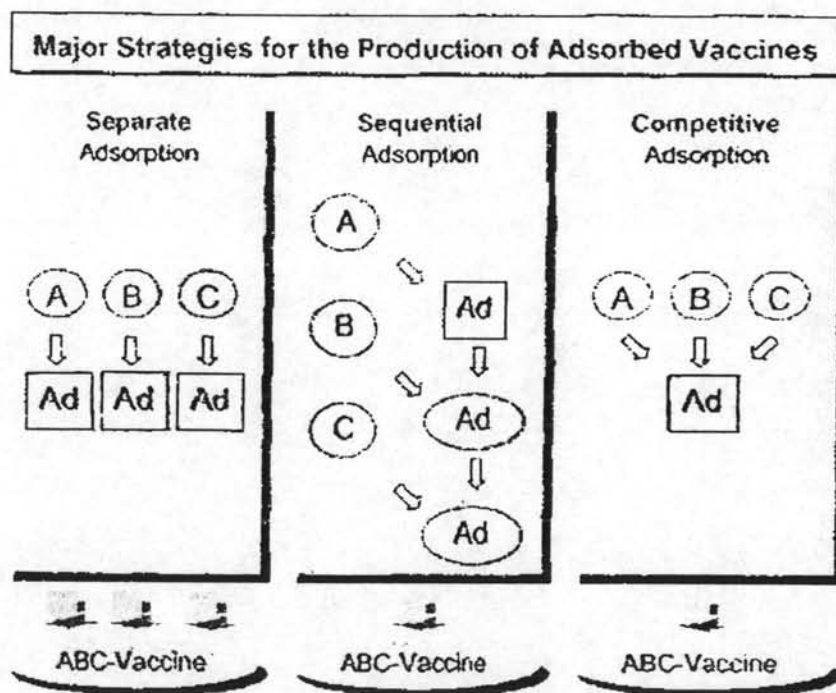 Major Strategies for the Production of Adsorbed Vaccines
Separate
Adsorption
A B C
Ad Ad Ad
ABC-Vaccine
Sequential
Adsorption
A
Ad
B
Ad
C
Ad
ABC-Vaccine
Competitive
Adsorption
A B C
Ad
ABC-Vaccine